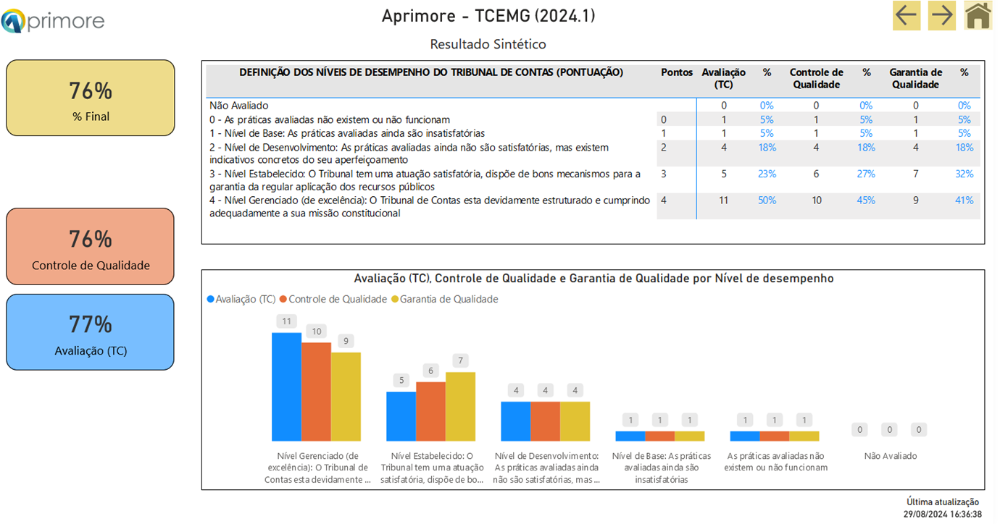 Aprimore
Aprimore - TCEMG (2024.1)
Resultado Sintético
76%
% Final
76%
Controle de Qualidade
77%
Avaliação (TC)
DEFINIÇÃO DOS NÍVEIS DE DESEMPENHO DO TRIBUNAL DE CONTAS (PONTUAÇÃO) Pontos Avaliação (TC) % Controle de Qualidade % Garantia de Qualidade %
Não Avaliado 0 0% 0 0% 0 0%
0 - As práticas avaliadas não existem ou não funcionam 0 1 5% 1 5% 1 5%
1 - Nível de Base: As práticas avaliadas ainda são insatisfatórias 1 1 5% 1 5% 1 5%
2 - Nível de Desenvolvimento: As práticas avaliadas ainda não são satisfatórias, mas existem 2 4 18% 4 18% 4 18%
indicativos concretos do seu aperfeiçoamento
3 - Nível Estabelecido: O Tribunal tem uma atuação satisfatória, dispõe de bons mecanismos para a 3 5 23% 6 27% 7 32%
garantia da regular aplicação dos recursos públicos
4 - Nível Gerenciado (de excelência): O Tribunal de Contas esta devidamente estruturado e cumprindo 4 11 50% 10 45% 9 41%
adequadamente a sua missão constitucional
Avaliação (TC), Controle de Qualidade e Garantia de Qualidade por Nível de desempenho
Avaliação (TC) Controle de Qualidade Garantia de Qualidade
11 10 9
5 6 7
4 4 4
1 1 1
1 1 1
0 0 0
Nível Gerenciado (de
excelência): O Tribunal de
Contas esta devidamente ...
Nível Estabelecido: O
Tribunal tem uma atuação
satisfatória, dispõe de bo...
Nível de Desenvolvimento:
As práticas avaliadas ainda
não são satisfatórias, mas ...
Nível de Base: As práticas
avaliadas ainda são
insatisfatórias
As práticas avaliadas não
existem ou não funcionam
Não Avaliado
Última atualização
29/08/2024 16:36:38